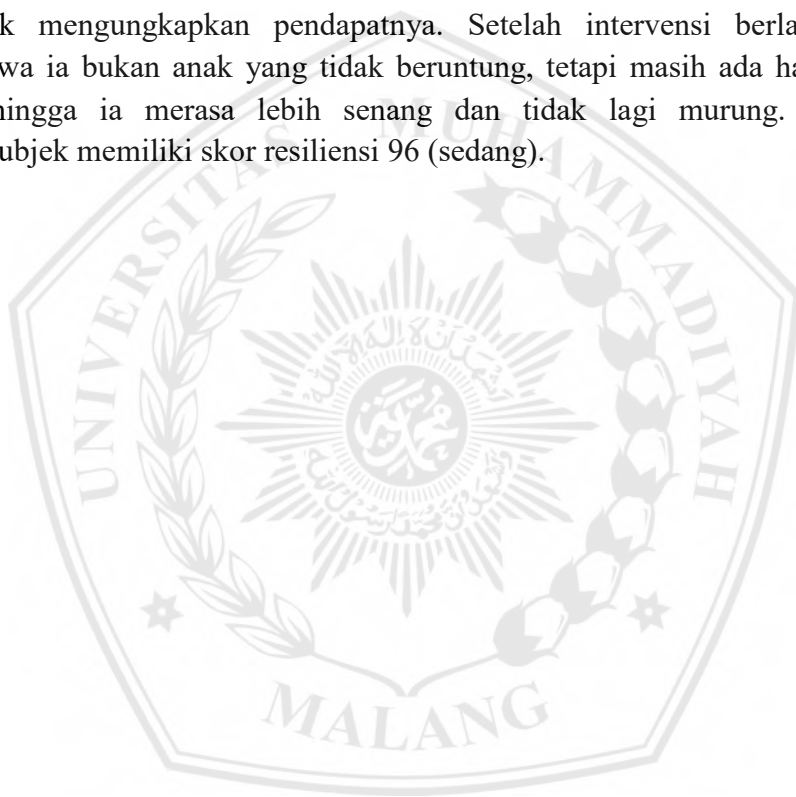 k mengungkapkan pendapatnya. Setelah intervensi berla
wa ia bukan anak yang tidak beruntung, tetapi masih ada ha
hingga ia merasa lebih senang dan tidak lagi murung.
ubjek memiliki skor resiliensi 96 (sedang).
UNIVERSITAS MUHAMMADIYAH
MALANG